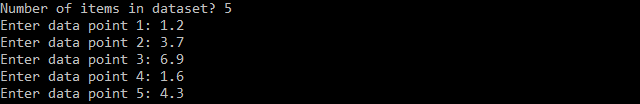 Number of items in dataset? 5
Enter data point 1: 1.2
Enter data point 2: 3.7
Enter data point 3: 6.9
Enter data point 4: 1.6
Enter data point 5: 4.3